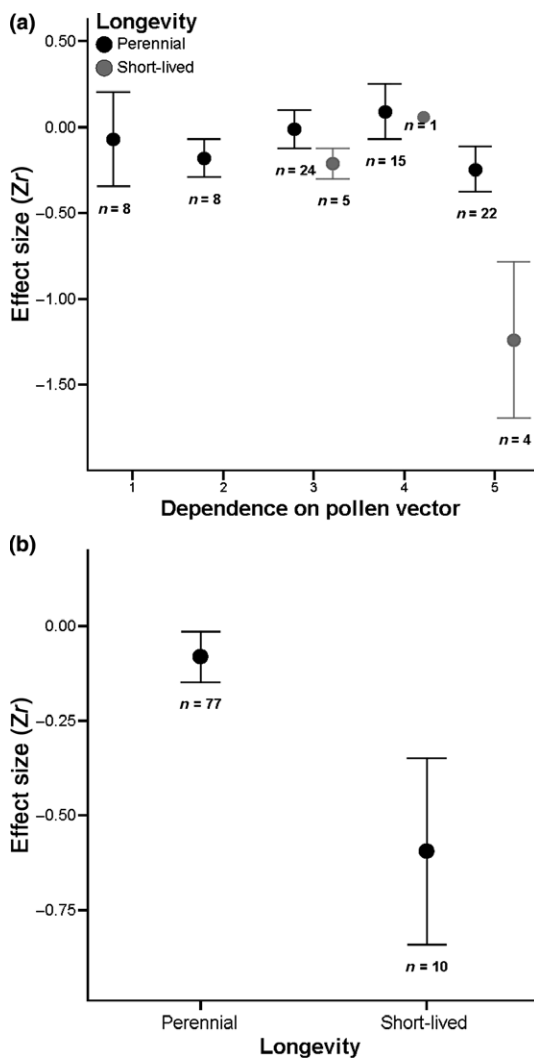 (a)
Longevity
Perennial
Short-lived
Effect size (Zr)
0.50
0.00
−0.50
−1.00
−1.50
n = 8
n = 8
n = 24
n = 5
n = 15
n = 1
n = 22
n = 4
1 2 3 4 5
Dependence on pollen vector
(b)
Effect size (Zr)
0.00
−0.25
−0.50
−0.75
n = 77
n = 10
Perennial Short-lived
Longevity